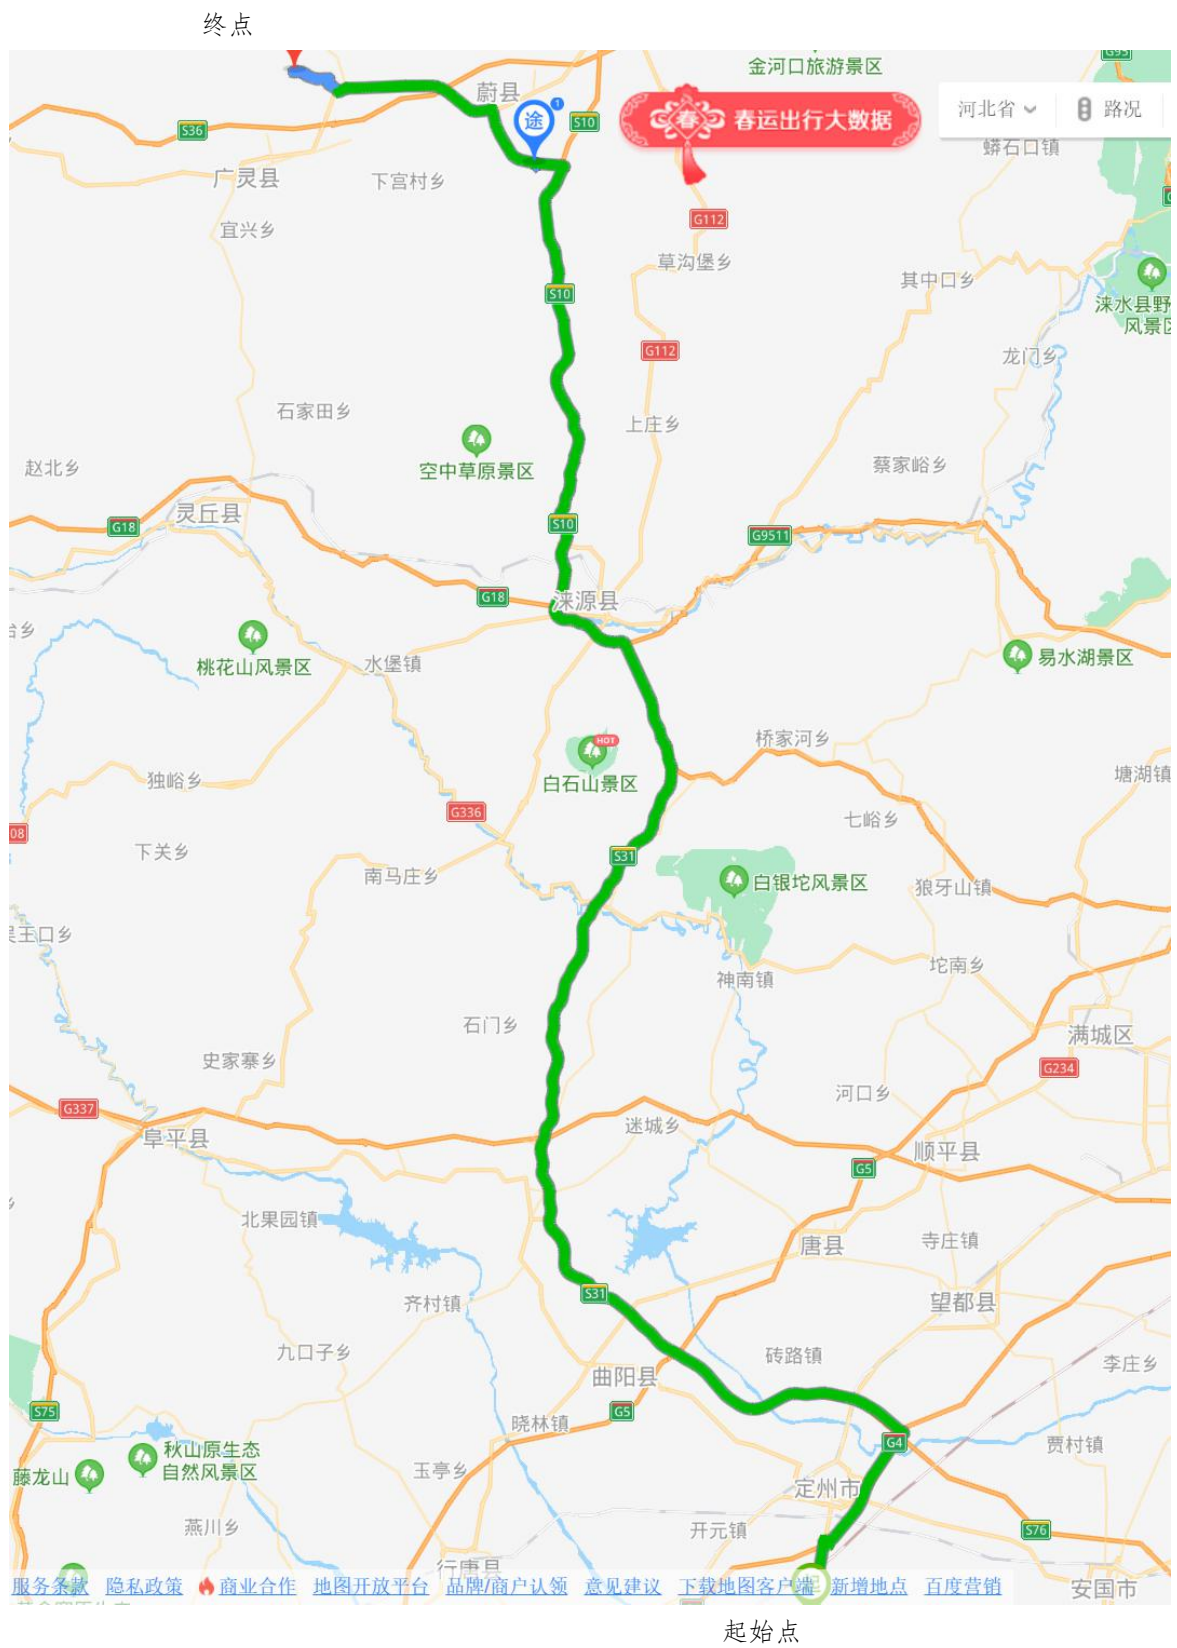 终点
金河口旅游景区
蔚县
途
1
S10
春
春运出行大数据
河北省
路况
S36
蟒石口镇
广灵县
下宫村乡
宜兴乡
G112
草沟堡乡
其中口乡
S10
涞水县野
风景区
G112
龙门乡
石家田乡
上庄乡
空中草原景区
赵北乡
蔡家峪乡
灵丘县
G18
S10
G9511
G18
涞源县
桃花山风景区
水堡镇
易水湖景区
HOT
白石山景区
桥家河乡
塘湖镇
独峪乡
G336
七峪乡
08
下关乡
S31
南马庄乡
白银坨风景区
狼牙山镇
王口乡
神南镇
坨南乡
石门乡
满城区
史家寨乡
G234
河口乡
G337
阜平县
迷城乡
顺平县
G5
北果园镇
唐县
寺庄镇
齐村镇
S31
望都县
九口子乡
砖路镇
李庄乡
曲阳县
S75
G5
晓林镇
G4
贾村镇
秋山原生态
自然风景区
藤龙山
玉亭乡
定州市
燕川乡
开元镇
S76
行唐县
服务条款 隐私政策 商业合作 地图开放平台 品牌/商户认领 意见建议 下载地图客户端 新增地点 百度营销
安国市
起始点